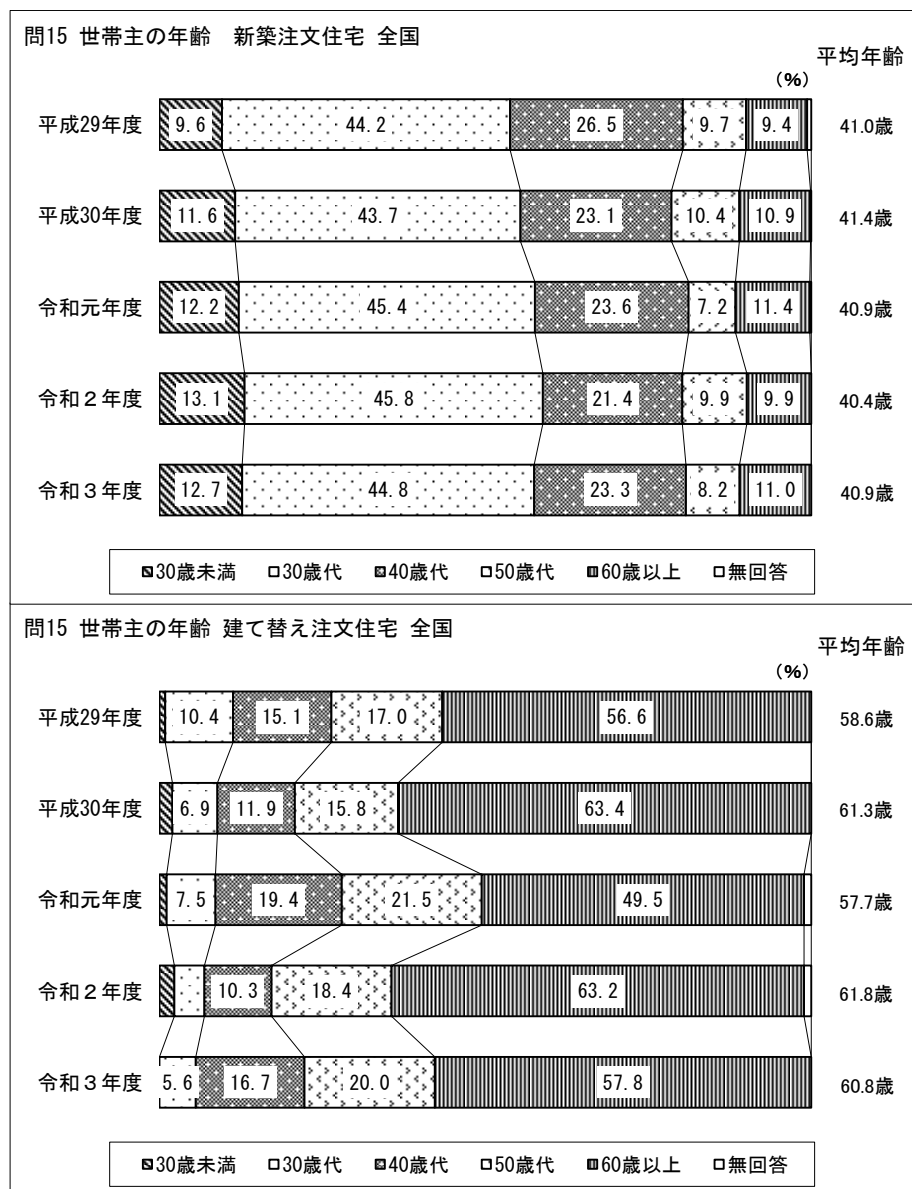 問15 世帯主の年齢　新築注文住宅 全国
平均年齢
（%）
平成29年度 9.6 44.2 26.5 9.7 9.4 41.0歳
平成30年度 11.6 43.7 23.1 10.4 10.9 41.4歳
令和元年度 12.2 45.4 23.6 7.2 11.4 40.9歳
令和２年度 13.1 45.8 21.4 9.9 9.9 40.4歳
令和３年度 12.7 44.8 23.3 8.2 11.0 40.9歳
30歳未満 30歳代 40歳代 50歳代 60歳以上 無回答
問15 世帯主の年齢 建て替え注文住宅 全国
平均年齢
（%）
平成29年度 10.4 15.1 17.0 56.6 58.6歳
平成30年度 6.9 11.9 15.8 63.4 61.3歳
令和元年度 7.5 19.4 21.5 49.5 57.7歳
令和２年度 10.3 18.4 63.2 61.8歳
令和３年度 5.6 16.7 20.0 57.8 60.8歳
30歳未満 30歳代 40歳代 50歳代 60歳以上 無回答